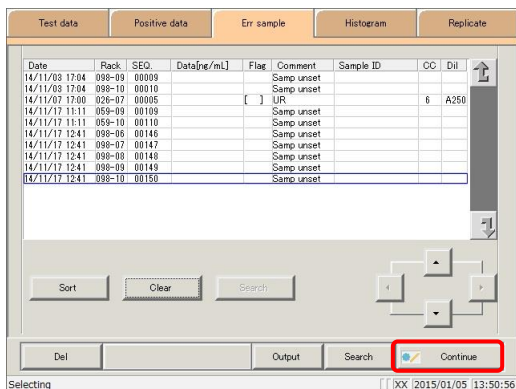 Test data Positive data Err sample Histogram Replicate
Date Rack SEQ. Data[ng/mL] Flag Comment Sample ID CC Dil
14/11/03 17:04 098-09 00009 Samp unset
14/11/03 17:04 098-10 00010 Samp unset
14/11/07 17:00 026-07 00005 [ ] UR 6 A250
14/11/17 11:11 059-09 00109 Samp unset
14/11/17 11:11 059-10 00110 Samp unset
14/11/17 12:41 098-06 00146 Samp unset
14/11/17 12:41 098-07 00147 Samp unset
14/11/17 12:41 098-08 00148 Samp unset
14/11/17 12:41 098-09 00149 Samp unset
14/11/17 12:41 098-10 00150 Samp unset
Sort Clear Search
Del Output Search Continue
Selecting XX 2015/01/05 13:50:56